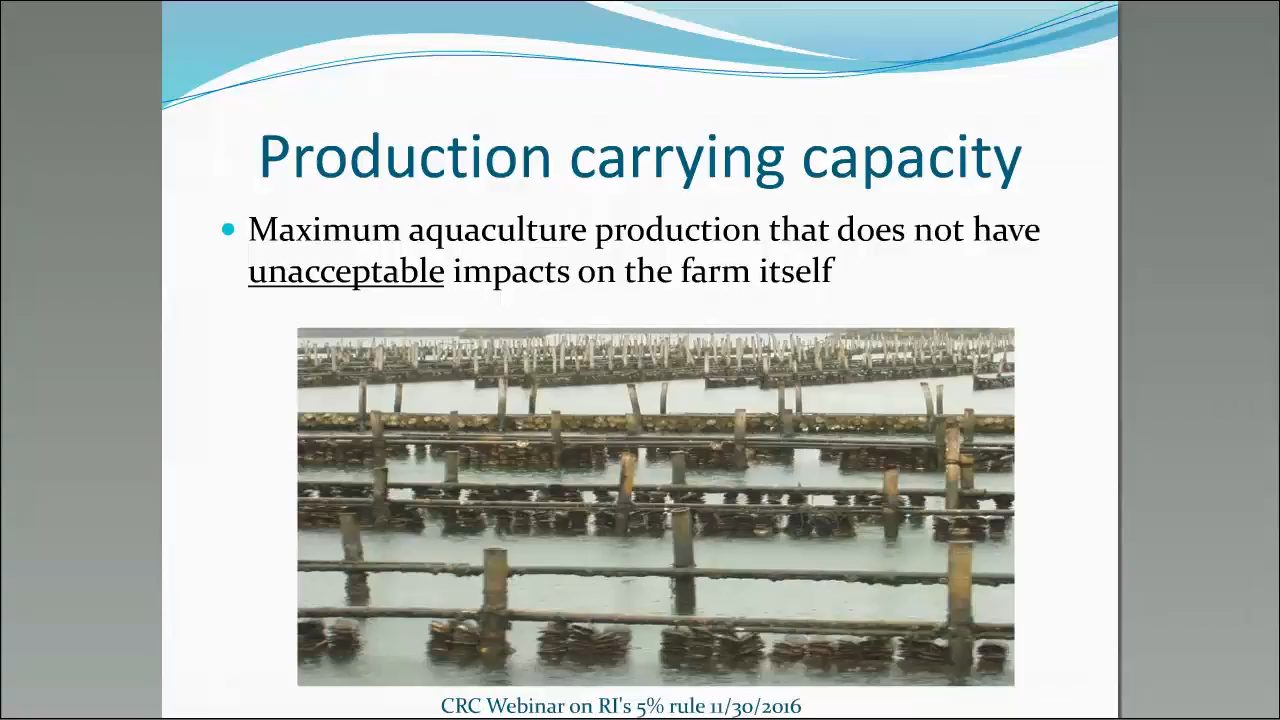 Production carrying capacity
• Maximum aquaculture production that does not have
unacceptable impacts on the farm itself
CRC Webinar on RI's 5% rule 11/30/2016